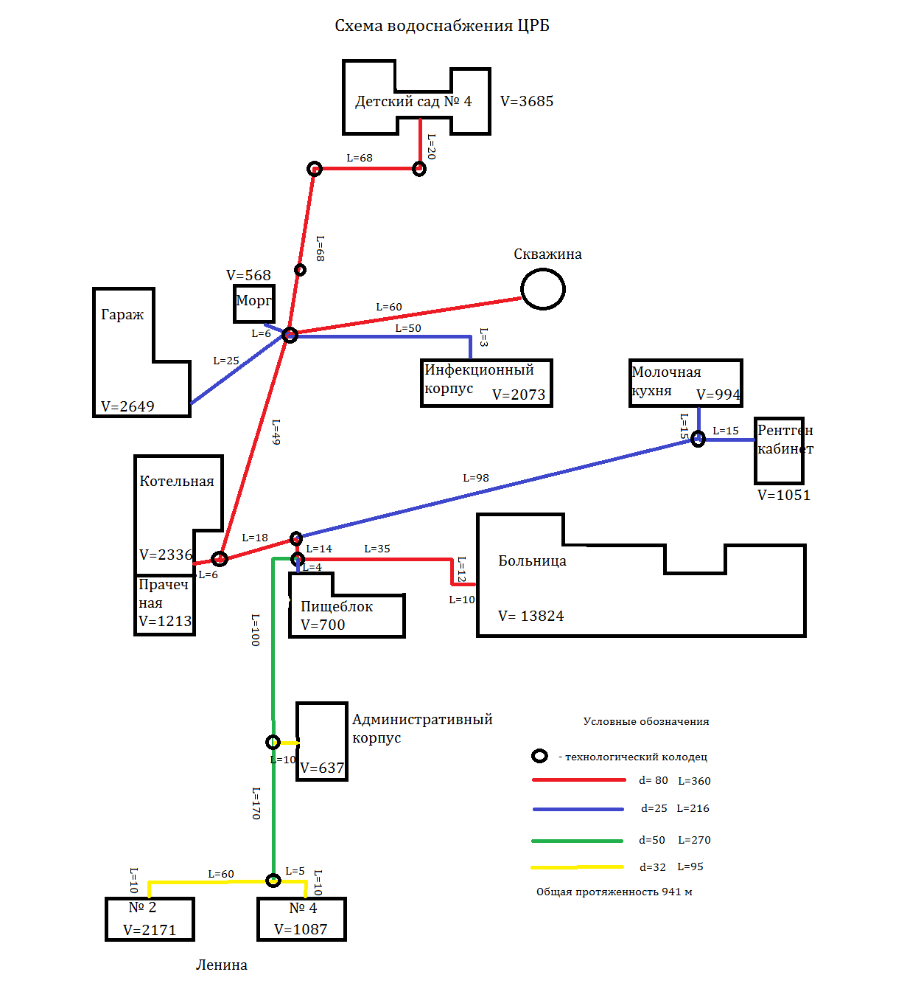 Схема водоснабжения ЦРБ
Детский сад № 4
V=3685
L=20
L=68
L=68
Скважина
V=568
Морг
Гараж
L=60
L=50
L=6
L=3
L=25
Инфекционный
корпус
V=2073
Молочная
кухня
V=994
V=2649
L=49
L=15
L=15
Рентген
кабинет
V=1051
Котельная
L=98
V=2336
L=18
L=14
L=35
L=4
L=6
L=12
L=10
Больница
V= 13824
Прачеч
ная
V=1213
Пищеблок
V=700
L=100
Административный
корпус
L=10
V=637
L=170
Условные обозначения
- технологический колодец
d= 80 L=360
d=25 L=216
d=50 L=270
d=32 L=95
Общая протяженность 941 м
L=10
L=60
L=5
L=10
№ 2
V=2171
№ 4
V=1087
Ленина